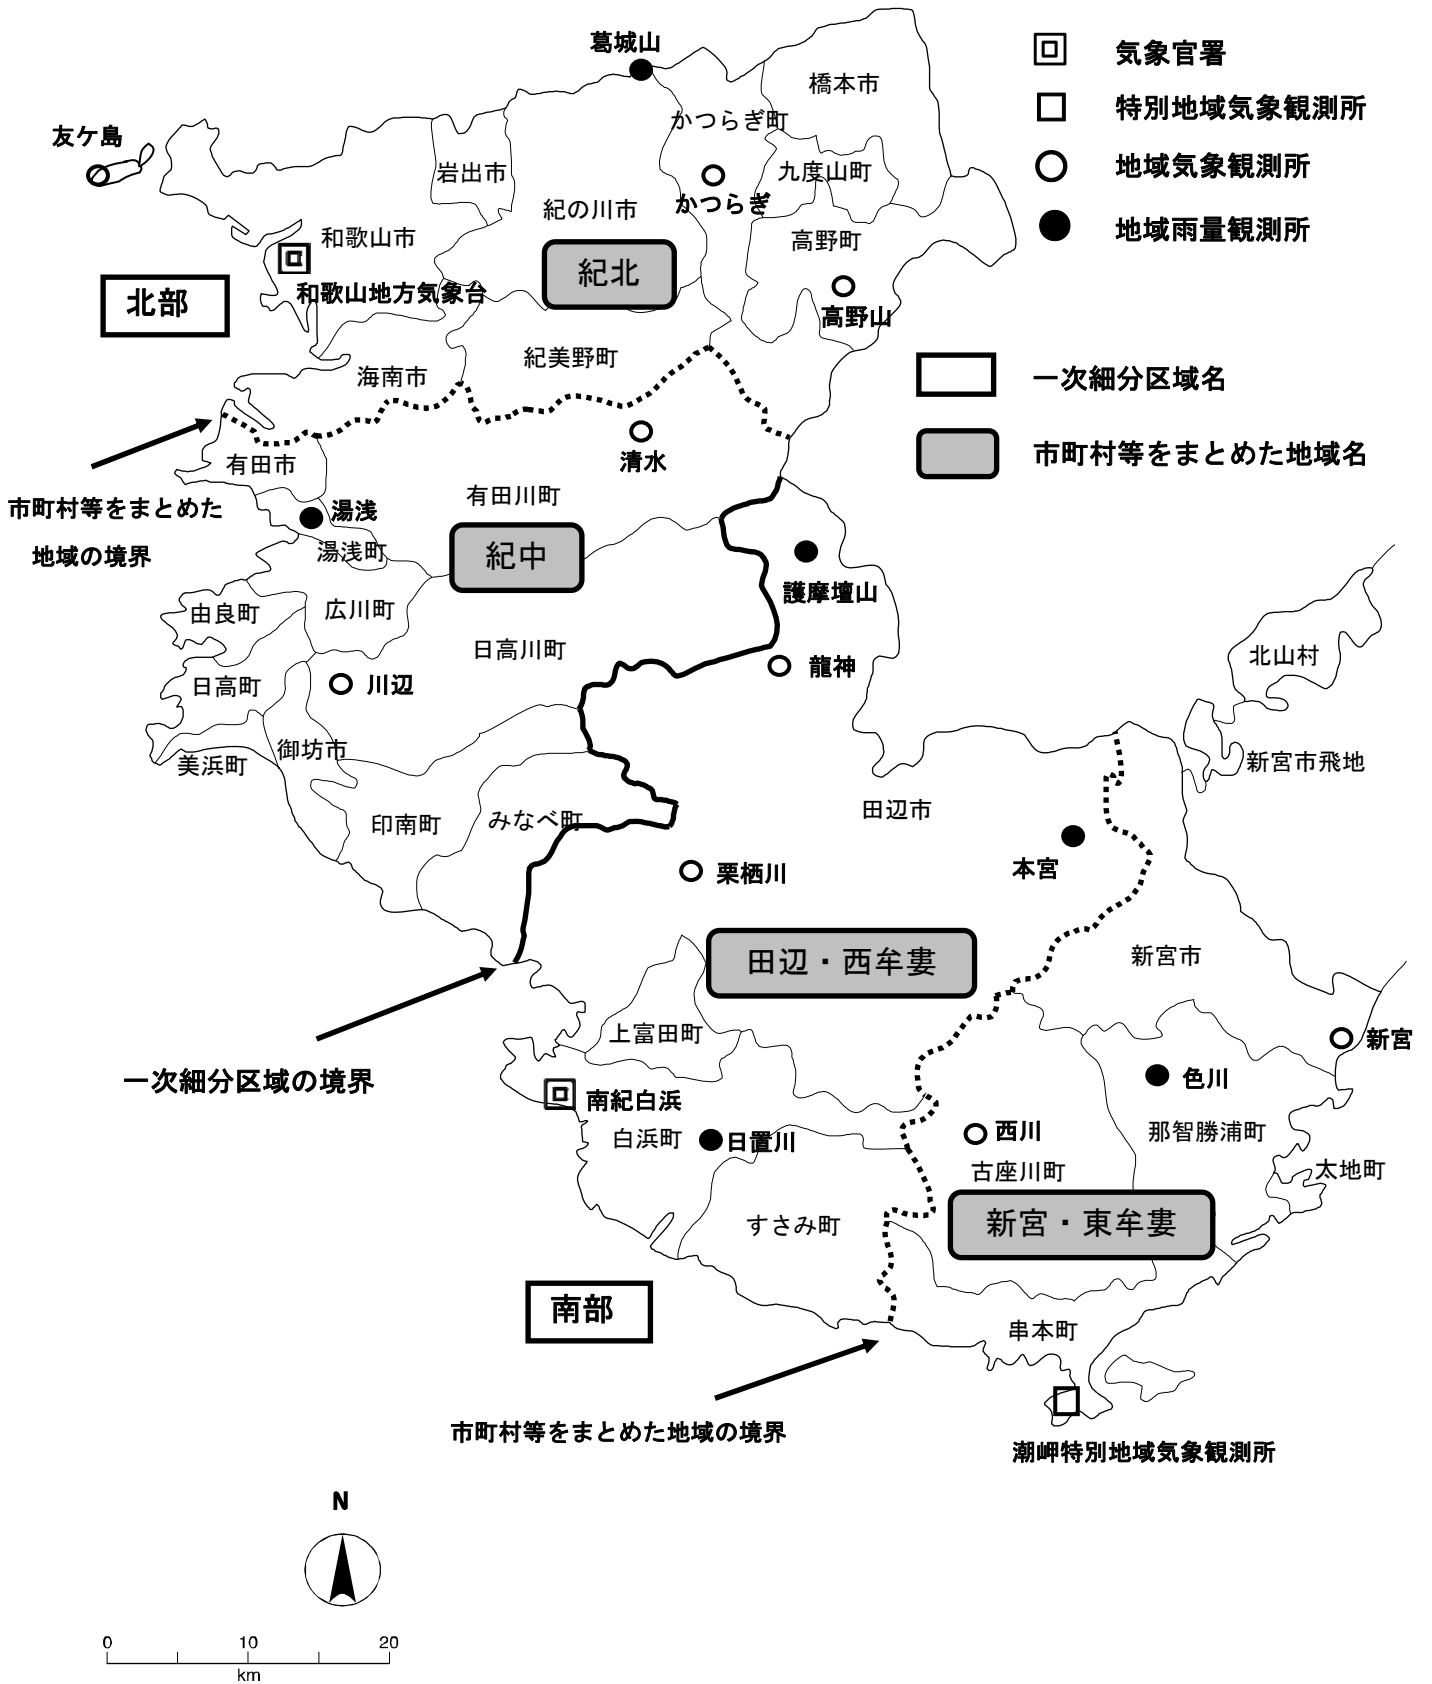 葛城山
気象官署
橋本市
特別地域気象観測所
かつらぎ町
友ケ島
地域気象観測所
岩出市
九度山町
かつらぎ
紀の川市
地域雨量観測所
和歌山市
高野町
紀北
和歌山地方気象台
北部
高野山
紀美野町
海南市
一次細分区域名
清水
市町村等をまとめた地域名
有田市
有田川町
市町村等をまとめた
地域の境界
湯浅
湯浅町
紀中
護摩壇山
由良町
広川町
日高川町
北山村
龍神
日高町
川辺
御坊市
美浜町
新宮市飛地
田辺市
印南町
みなべ町
本宮
栗栖川
田辺・西牟婁
新宮市
上富田町
新宮
一次細分区域の境界
色川
南紀白浜
白浜町
日置川
西川
那智勝浦町
古座川町
太地町
すさみ町
新宮・東牟婁
南部
串本町
市町村等をまとめた地域の境界
潮岬特別地域気象観測所
N
0 10 20
km